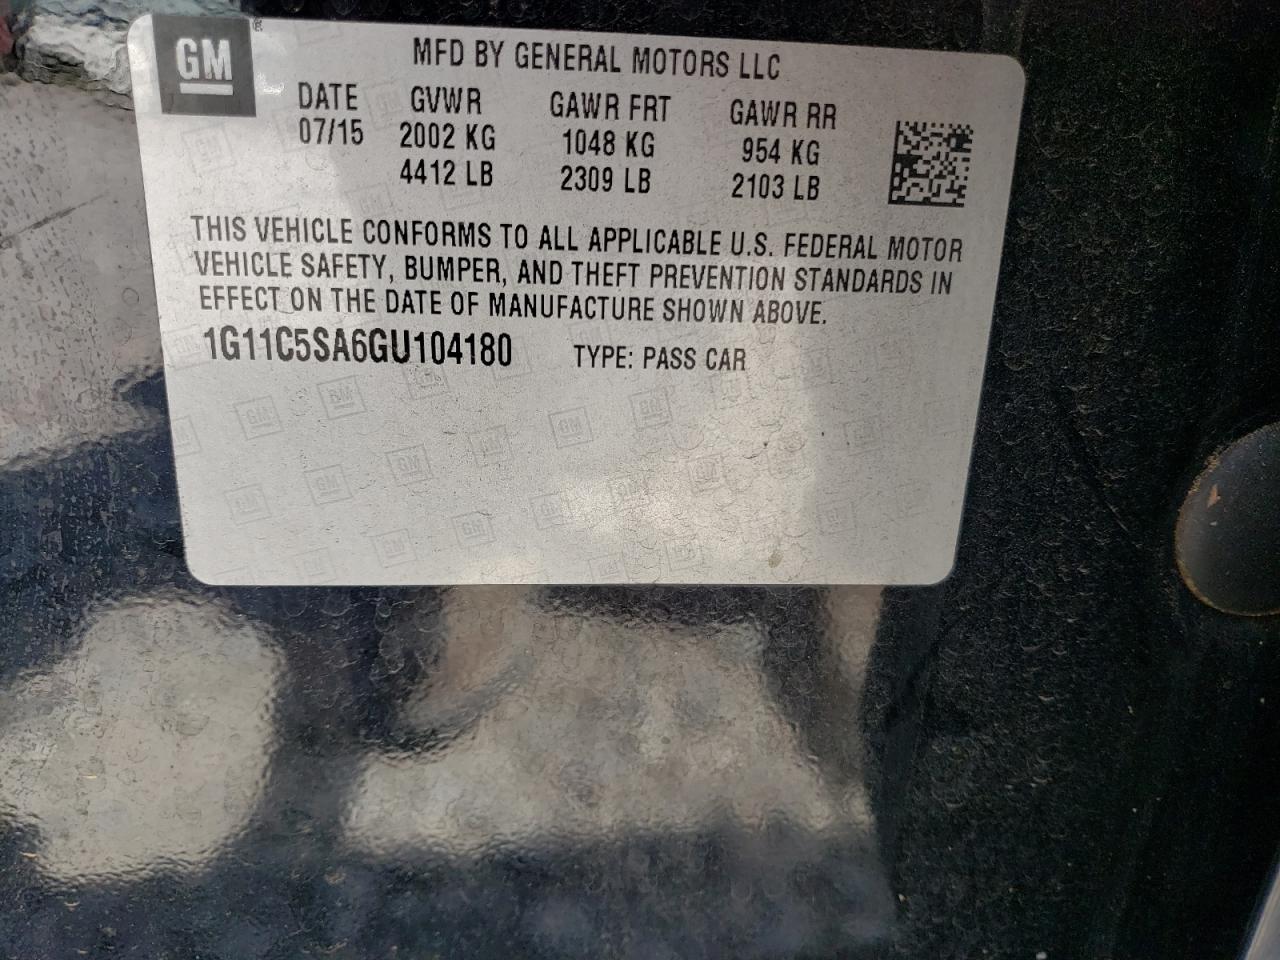 GM ®
MFD BY GENERAL MOTORS LLC
DATE GVWR GAWR FRT GAWR RR
07/15 2002 KG 1048 KG 954 KG
4412 LB 2309 LB 2103 LB
THIS VEHICLE CONFORMS TO ALL APPLICABLE U.S. FEDERAL MOTOR
VEHICLE SAFETY, BUMPER, AND THEFT PREVENTION STANDARDS IN
EFFECT ON THE DATE OF MANUFACTURE SHOWN ABOVE.
1G11C5SA6GU104180 TYPE: PASS CAR